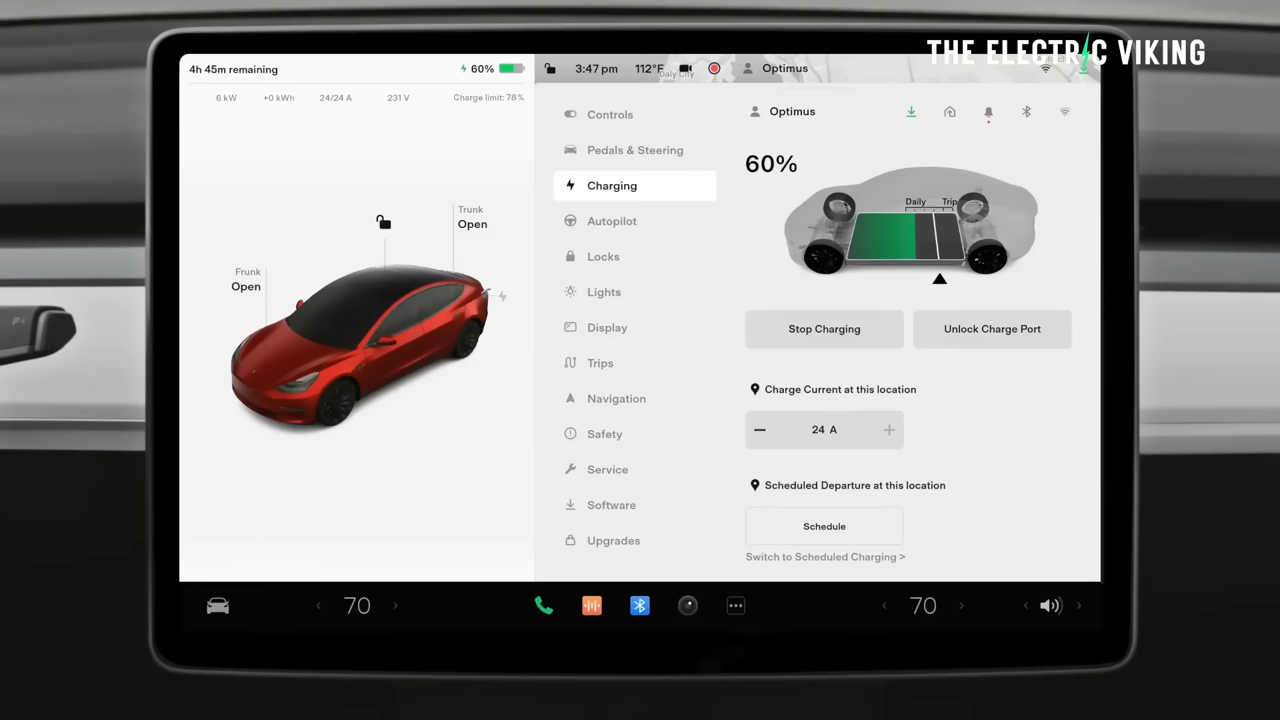 THE ELECTRIC VIKING
4h 45m remaining
60%
6 kW +0 kWh 24/24 A 231 V Charge limit: 78%
Frunk
Open
Trunk
Open
3:47 pm 112°F Optimus
Daly City
Controls
Pedals & Steering
Charging
Autopilot
Locks
Lights
Display
Trips
Navigation
Safety
Service
Software
Upgrades
Optimus
60%
Daily Trip
Stop Charging Unlock Charge Port
Charge Current at this location
24 A
Scheduled Departure at this location
Schedule
Switch to Scheduled Charging >
70 70